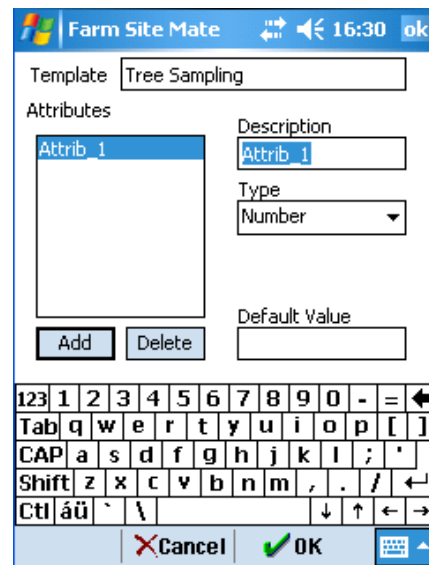 Farm Site Mate 16:30 ok
Template Tree Sampling
Attributes
Attrib_1
Description
Attrib_1
Type
Number
Default Value
Add Delete
123 1 2 3 4 5 6 7 8 9 0 - =
Tab q w e r t y u i o p [ ]
CAP a s d f g h j k l ; '
Shift z x c v b n m , . /
Ctl áü ` \
Cancel OK